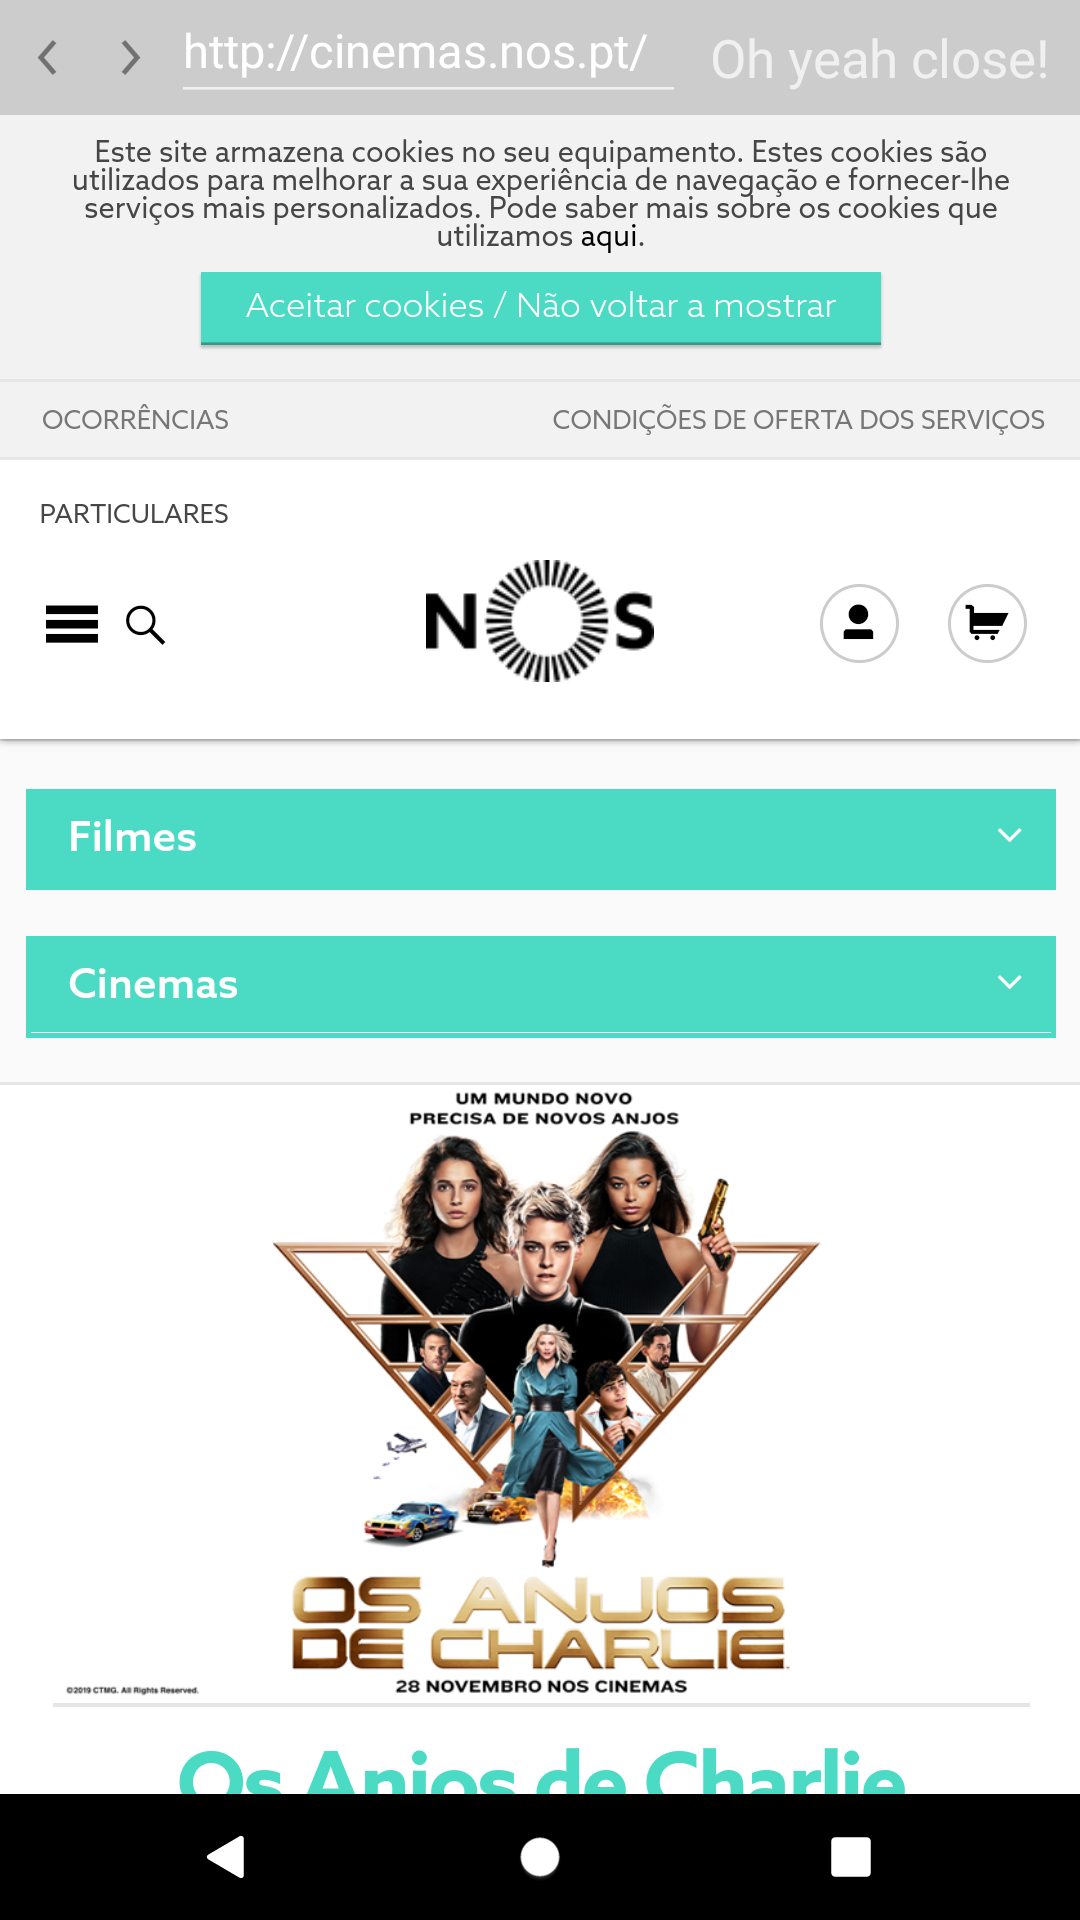 http://cinemas.nos.pt/
Oh yeah close!
Este site armazena cookies no seu equipamento. Estes cookies são
utilizados para melhorar a sua experiência de navegação e fornecer-lhe
serviços mais personalizados. Pode saber mais sobre os cookies que
utilizamos aqui.
Aceitar cookies / Não voltar a mostrar
OCORRÊNCIAS
CONDIÇÕES DE OFERTA DOS SERVIÇOS
PARTICULARES
NOS
Filmes
Cinemas
UM MUNDO NOVO
PRECISA DE NOVOS ANJOS
OS ANJOS
DE CHARLIE
28 NOVEMBRO NOS CINEMAS
©2019 CTMG. All Rights Reserved.
Os Anjos de Charlie